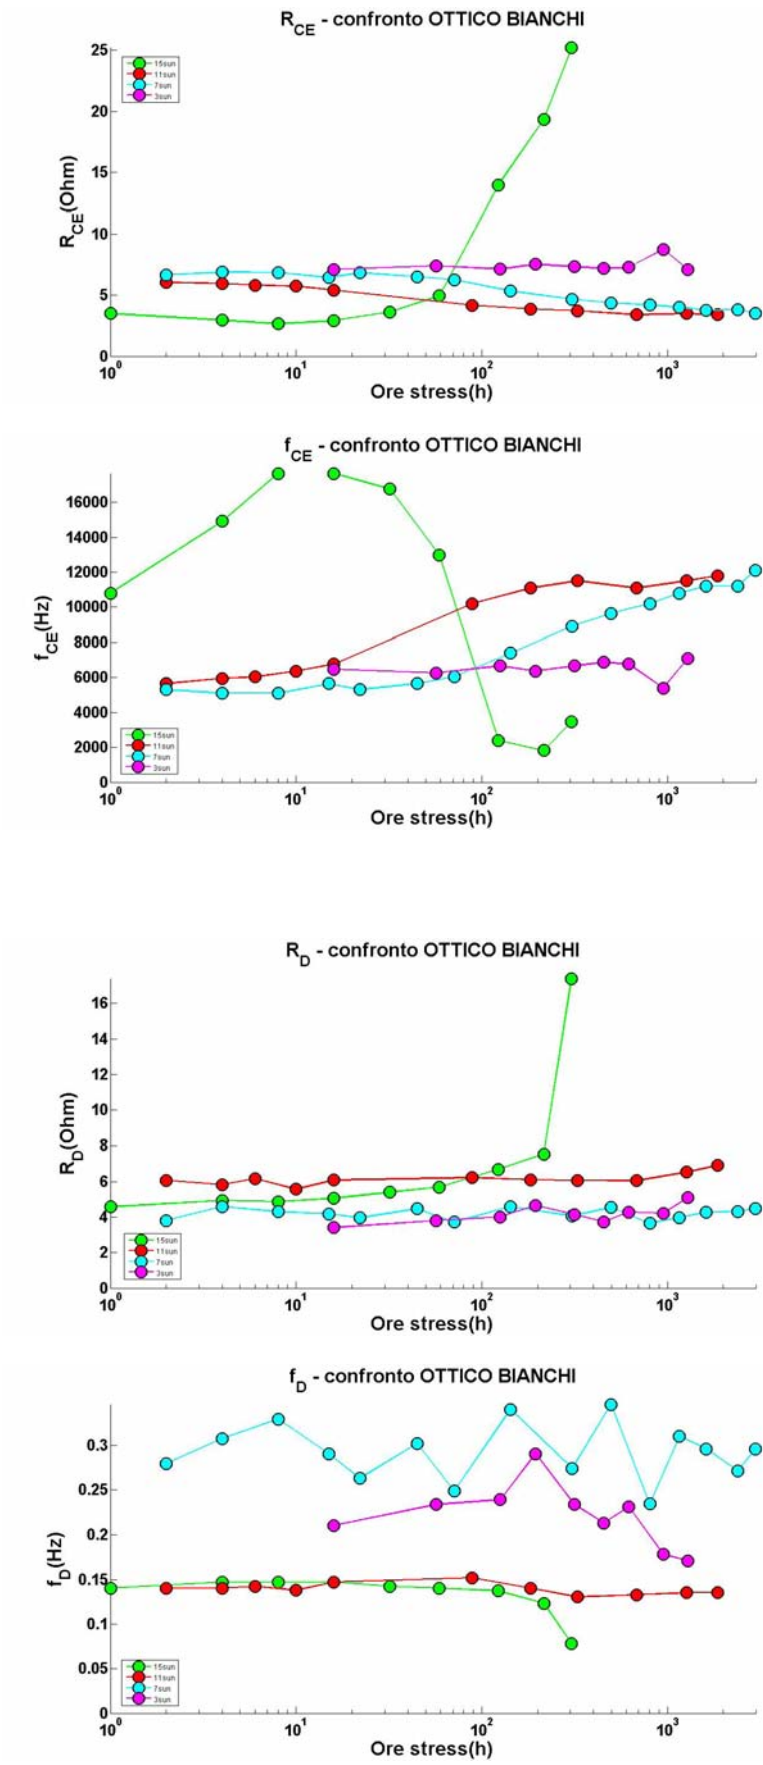 R_CE - confronto OTTICO BIANCHI
25
20
15
10
5
0
R_CE(Ohm)
15sun
11sun
7sun
3sun
10^0 10^1 10^2 10^3
Ore stress(h)
f_CE - confronto OTTICO BIANCHI
16000
14000
12000
10000
8000
6000
4000
2000
0
f_CE(Hz)
15sun
11sun
7sun
3sun
10^0 10^1 10^2 10^3
Ore stress(h)
R_D - confronto OTTICO BIANCHI
16
14
12
10
8
6
4
2
0
R_D(Ohm)
15sun
11sun
7sun
3sun
10^0 10^1 10^2 10^3
Ore stress(h)
f_D - confronto OTTICO BIANCHI
0.3
0.25
0.2
0.15
0.1
0.05
0
f_D(Hz)
15sun
11sun
7sun
3sun
10^0 10^1 10^2 10^3
Ore stress(h)